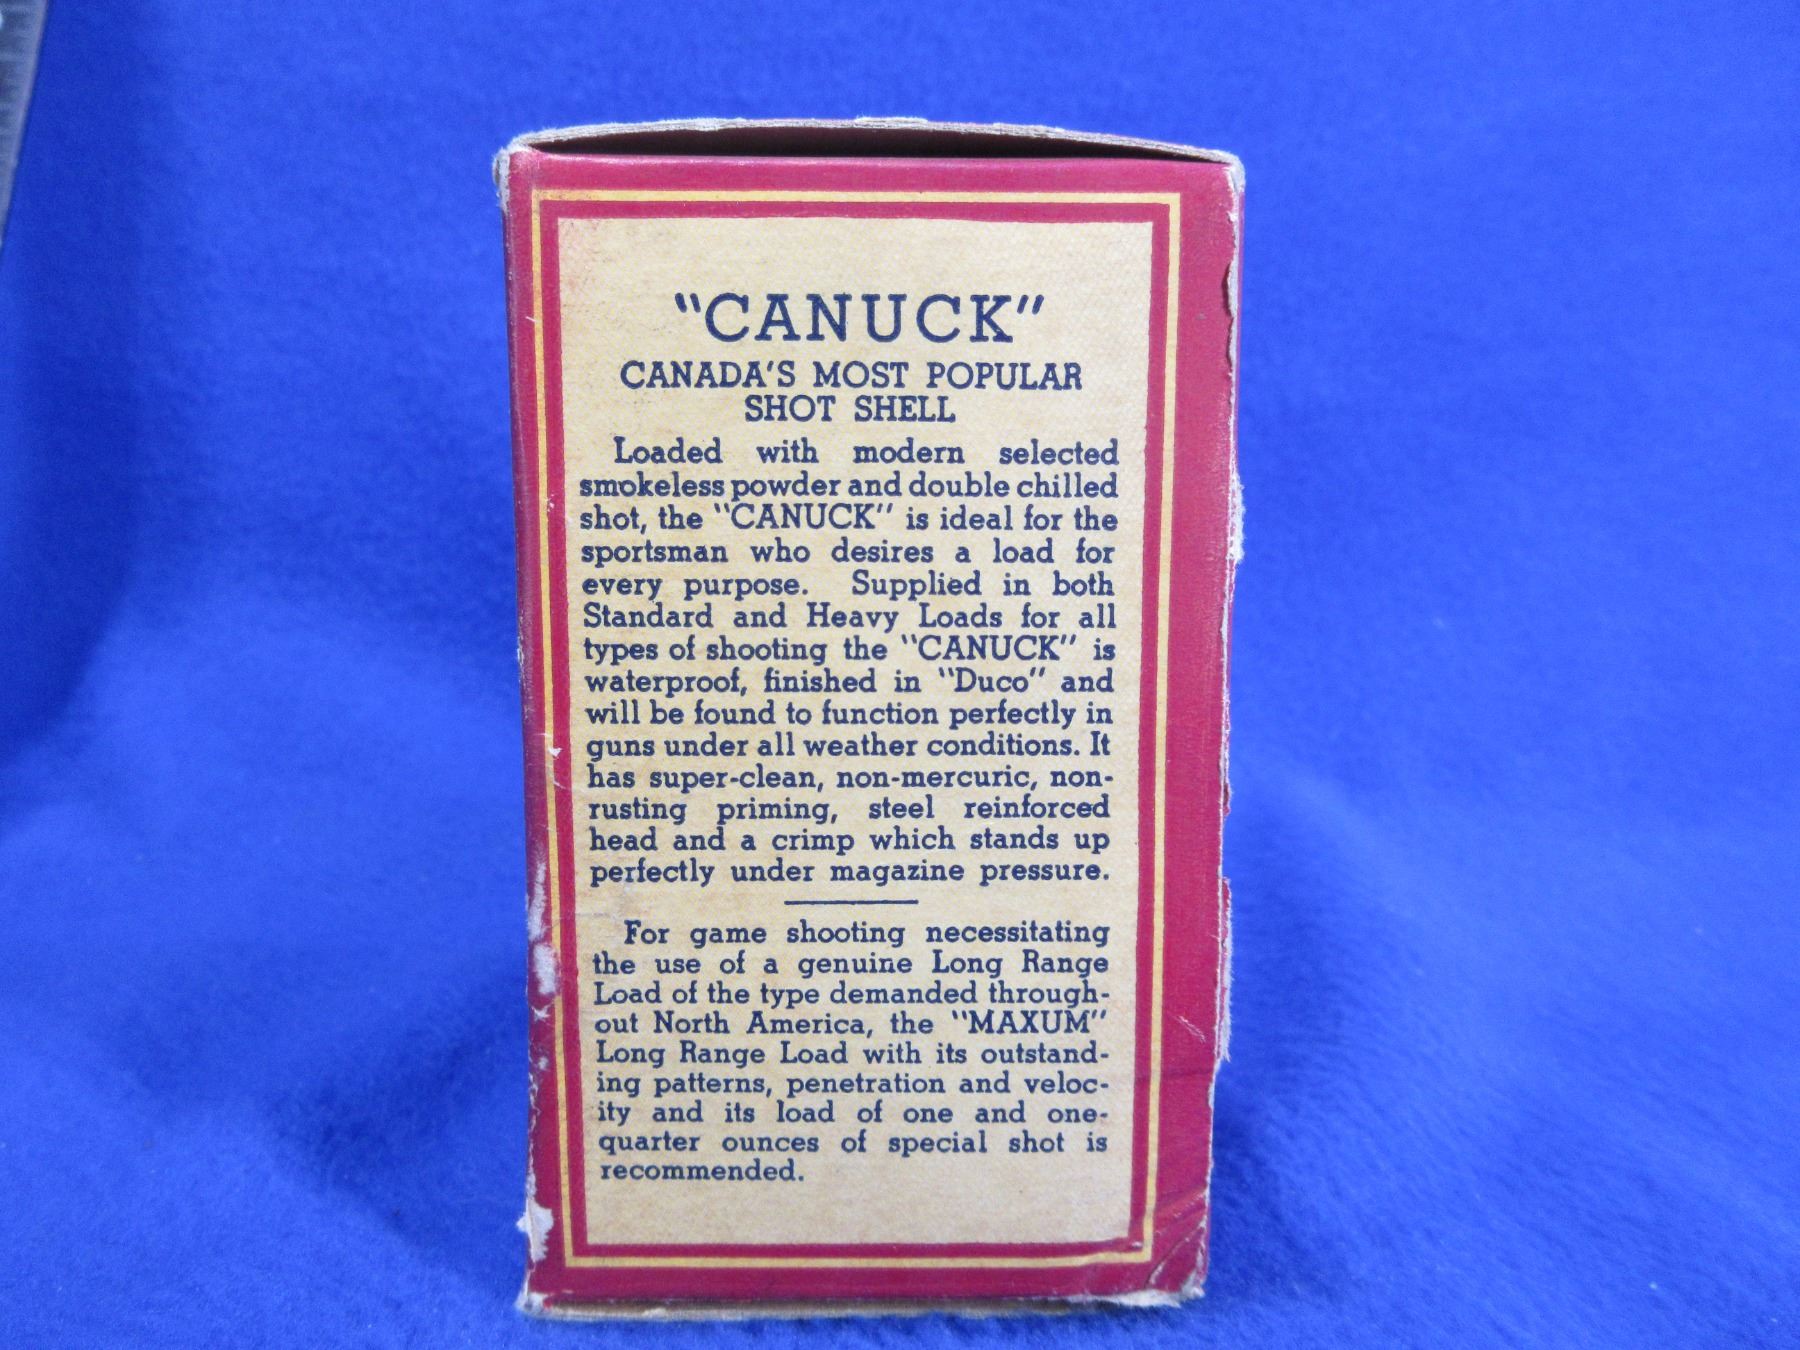 "CANUCK"
CANADA'S MOST POPULAR
SHOT SHELL
Loaded with modern selected
smokeless powder and double chilled
shot, the "CANUCK" is ideal for the
sportsman who desires a load for
every purpose. Supplied in both
Standard and Heavy Loads for all
types of shooting the "CANUCK" is
waterproof, finished in "Duco" and
will be found to function perfectly in
guns under all weather conditions. It
has super-clean, non-mercuric, non-
rusting priming, steel reinforced
head and a crimp which stands up
perfectly under magazine pressure.
For game shooting necessitating
the use of a genuine Long Range
Load of the type demanded through-
out North America, the "MAXUM"
Long Range Load with its outstand-
ing patterns, penetration and veloc-
ity and its load of one and one-
quarter ounces of special shot is
recommended.